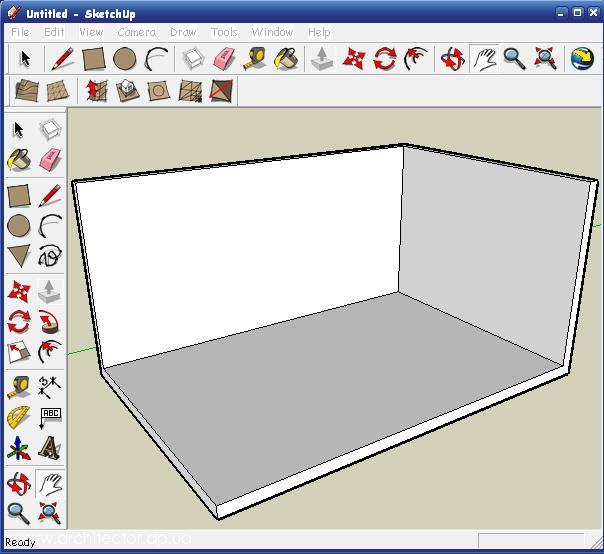 Untitled - SketchUp
File Edit View Camera Draw Tools Window Help
ABC
Ready
www.architector.dp.ua